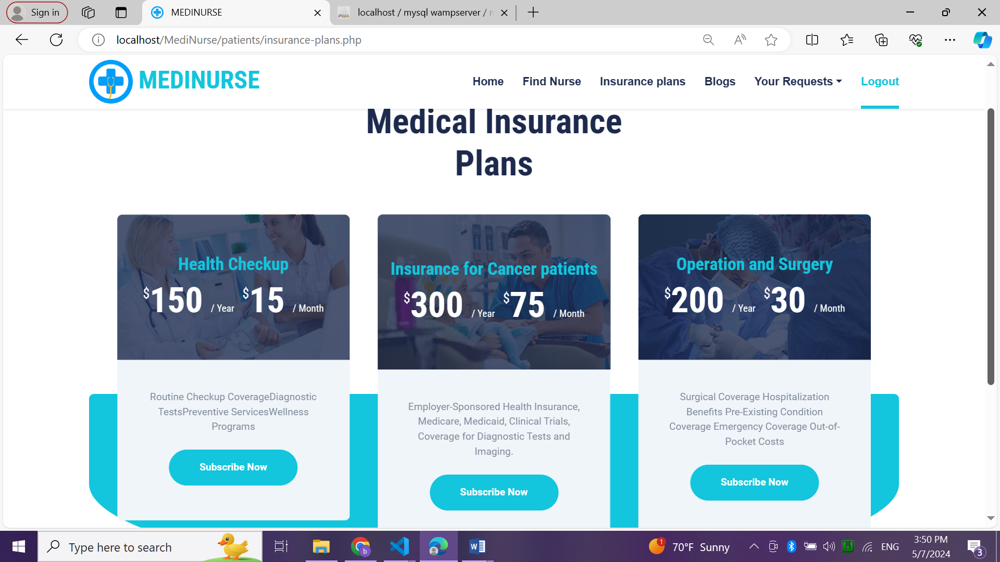 Sign in
MEDINURSE
localhost / mysql wampserver /
localhost/MediNurse/patients/insurance-plans.php
MEDINURSE
Home
Find Nurse
Insurance plans
Blogs
Your Requests
Logout
Medical Insurance
Plans
Health Checkup
$150 / Year $15 / Month
Routine Checkup CoverageDiagnostic
TestsPreventive ServicesWellness
Programs
Subscribe Now
Insurance for Cancer patients
$300 / Year $75 / Month
Employer-Sponsored Health Insurance,
Medicare, Medicaid, Clinical Trials,
Coverage for Diagnostic Tests and
Imaging.
Subscribe Now
Operation and Surgery
$200 / Year $30 / Month
Surgical Coverage Hospitalization
Benefits Pre-Existing Condition
Coverage Emergency Coverage Out-of-
Pocket Costs
Subscribe Now
Type here to search
1
70°F Sunny
ENG
3:50 PM
5/7/2024
3